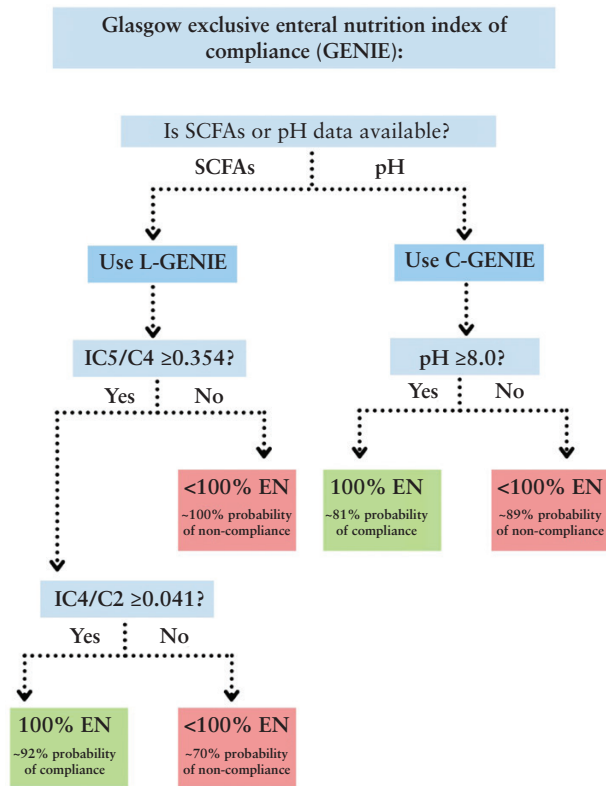 Glasgow exclusive enteral nutrition index of
compliance (GENIE):
Is SCFAs or pH data available?
SCFAs
pH
Use L-GENIE
Use C-GENIE
IC5/C4 ≥0.354?
pH ≥8.0?
Yes
No
Yes
No
<100% EN
~100% probability
of non-compliance
100% EN
~81% probability
of compliance
<100% EN
~89% probability
of non-compliance
IC4/C2 ≥0.041?
Yes
No
100% EN
~92% probability
of compliance
<100% EN
~70% probability
of non-compliance